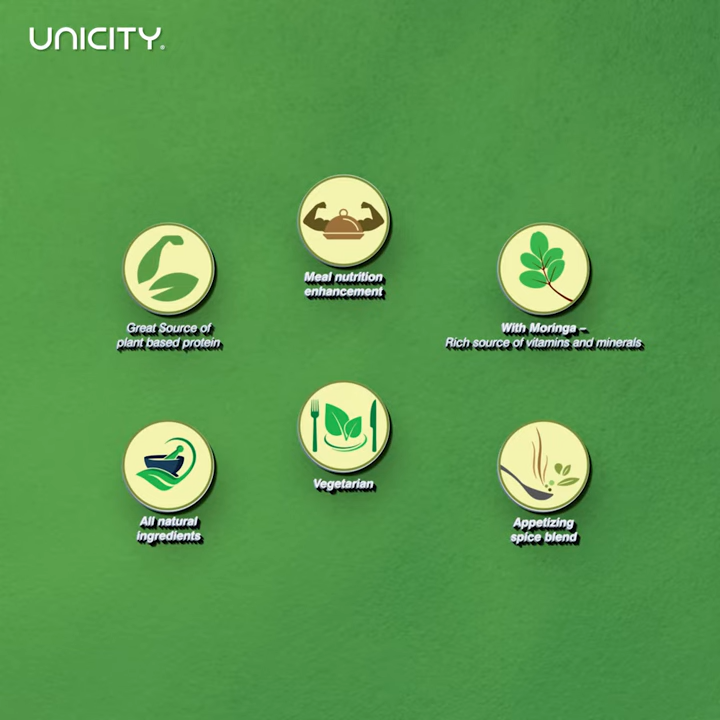 UNICITY®
Meal nutrition
enhancement
Great Source of
plant based protein
With Moringa –
Rich source of vitamins and minerals
Vegetarian
All natural
ingredients
Appetizing
spice blend